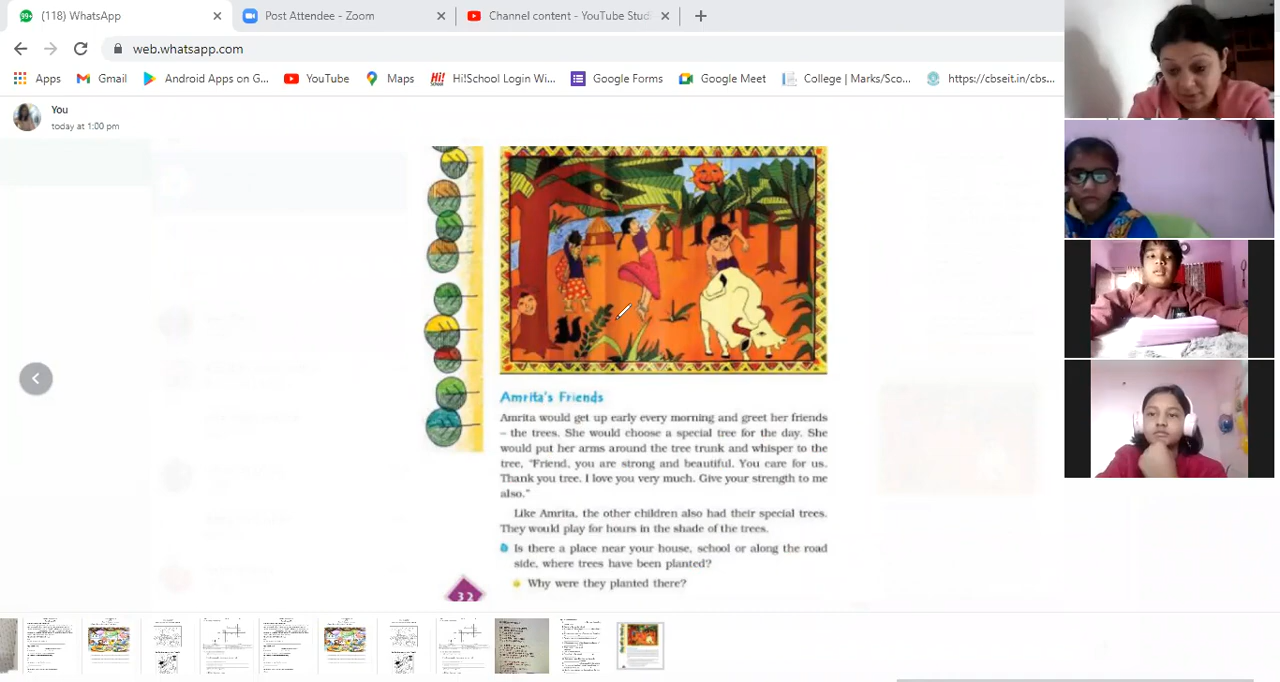 (118) WhatsApp
Post Attendee - Zoom
Channel content - YouTube Stud
web.whatsapp.com
Apps
Gmail
Android Apps on G...
YouTube
Maps
Hi! Hi!School Login Wi...
Google Forms
Google Meet
College | Marks/Sco...
https://cbseit.in/cbs...
You
today at 1:00 pm
Amrita's Friends
Amrita would get up early every morning and greet her friends
– the trees. She would choose a special tree for the day. She
would put her arms around the tree trunk and whisper to the
tree, "Friend, you are strong and beautiful. You care for us.
Thank you tree. I love you very much. Give your strength to me
also."
Like Amrita, the other children also had their special trees.
They would play for hours in the shade of the trees.
Is there a place near your house, school or along the road
side, where trees have been planted?
Why were they planted there?
32